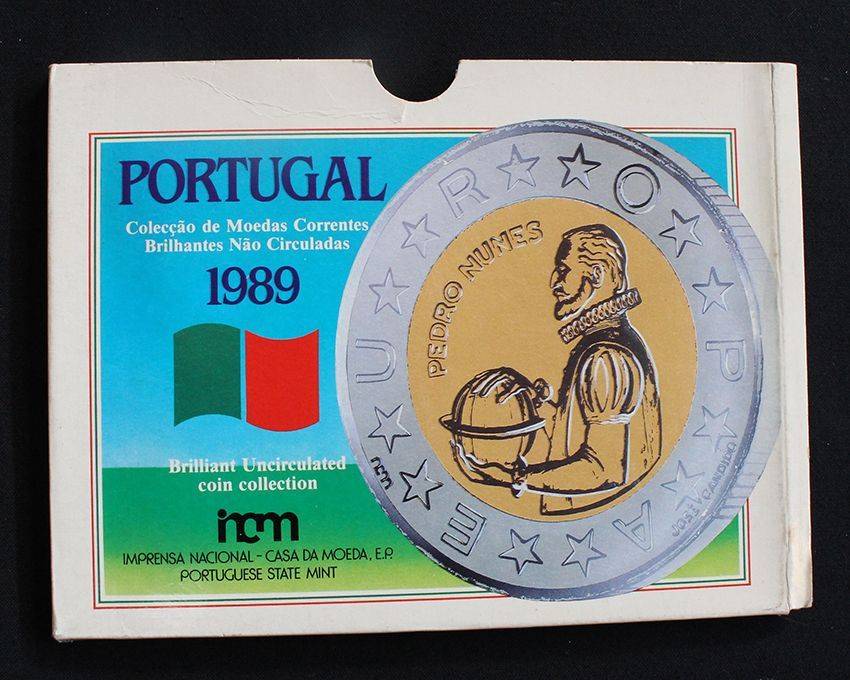 PORTUGAL
Colecção de Moedas Correntes
Brilhantes Não Circuladas
1989
Brilliant Uncirculated
coin collection
incm
IMPRENSA NACIONAL - CASA DA MOEDA, E.P.
PORTUGUESE STATE MINT
EUROPA
PEDRO NUNES
incm
JOSÉ CANDIDO